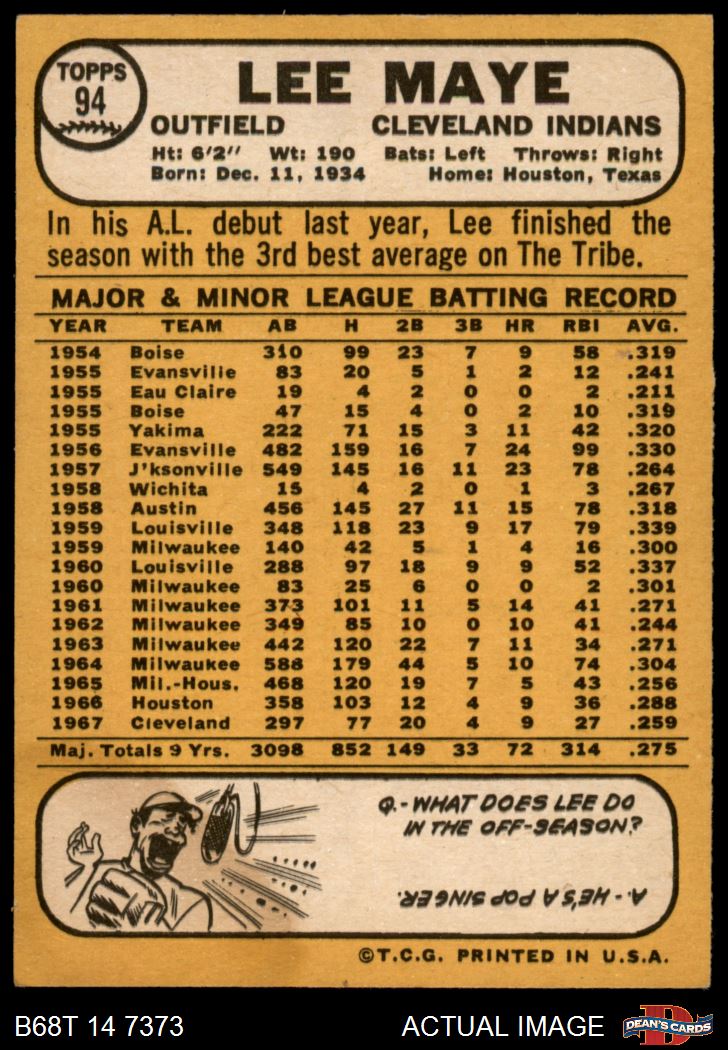 TOPPS
94
LEE MAYE
OUTFIELD CLEVELAND INDIANS
Ht: 6'2" Wt: 190 Bats: Left Throws: Right
Born: Dec. 11, 1934 Home: Houston, Texas
In his A.L. debut last year, Lee finished the
season with the 3rd best average on The Tribe.
MAJOR & MINOR LEAGUE BATTING RECORD
YEAR TEAM AB H 2B 3B HR RBI AVG.
1954 Boise 310 99 23 7 9 58 .319
1955 Evansville 83 20 5 1 2 12 .241
1955 Eau Claire 19 4 2 0 0 2 .211
1955 Boise 47 15 4 0 2 10 .319
1955 Yakima 222 71 15 3 11 42 .320
1956 Evansville 482 159 16 7 24 99 .330
1957 J'ksonville 549 145 16 11 23 78 .264
1958 Wichita 15 4 2 0 1 3 .267
1958 Austin 456 145 27 11 15 78 .318
1959 Louisville 348 118 23 9 17 79 .339
1959 Milwaukee 140 42 5 1 4 16 .300
1960 Louisville 288 97 18 9 9 52 .337
1960 Milwaukee 83 25 6 0 0 2 .301
1961 Milwaukee 373 101 11 5 14 41 .271
1962 Milwaukee 349 85 10 0 10 41 .244
1963 Milwaukee 442 120 22 7 11 34 .271
1964 Milwaukee 588 179 44 5 10 74 .304
1965 Mil.-Hous. 468 120 19 7 5 43 .256
1966 Houston 358 103 12 4 9 36 .288
1967 Cleveland 297 77 20 4 9 27 .259
Maj. Totals 9 Yrs. 3098 852 149 33 72 314 .275
Q.- WHAT DOES LEE DO
IN THE OFF-SEASON?
A.- HE'S A POP SINGER.
©T.C.G. PRINTED IN U.S.A.
B68T 14 7373 ACTUAL IMAGE
D
DEAN'S CARDS